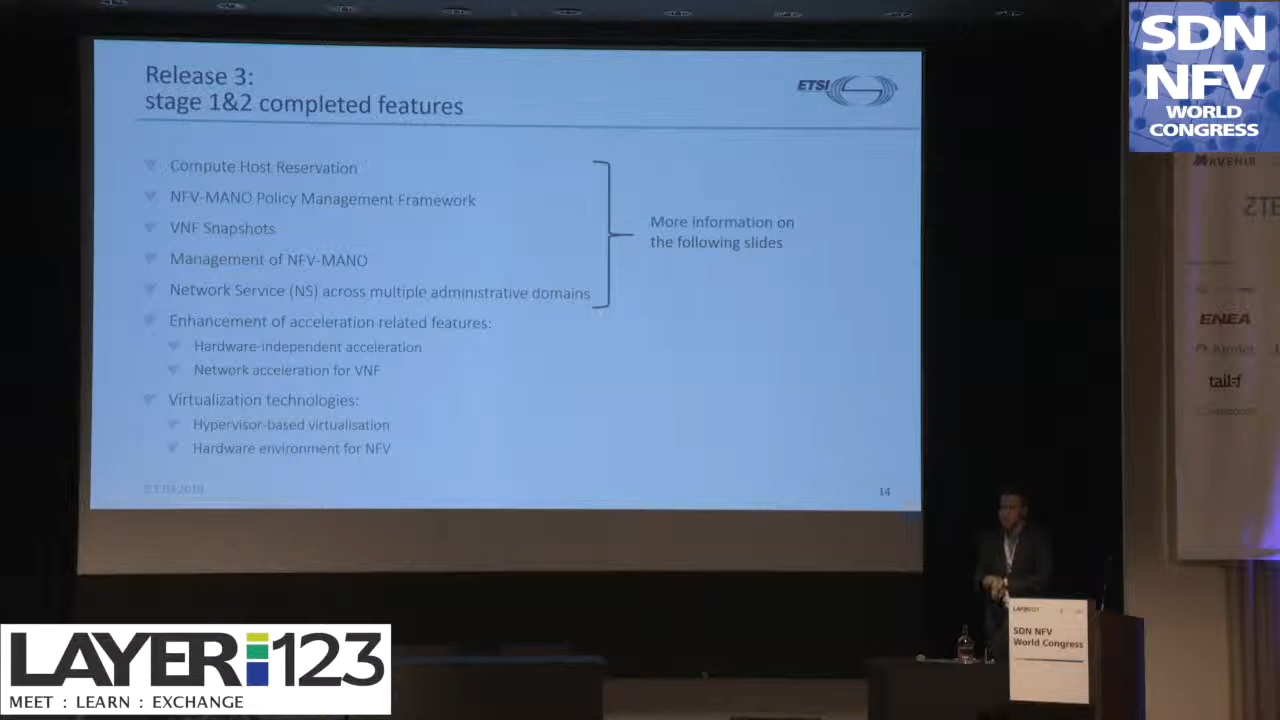 Release 3:
stage 1&2 completed features
ETSI
Compute Host Reservation
NFV-MANO Policy Management Framework
VNF Snapshots
Management of NFV-MANO
Network Service (NS) across multiple administrative domains
More information on
the following slides
Enhancement of acceleration related features:
Hardware-independent acceleration
Network acceleration for VNF
Virtualization technologies:
Hypervisor-based virtualisation
Hardware environment for NFV
14
SDN
NFV
WORLD
CONGRESS
ZTE
ENEA
tail-f
LAYER123
SDN NFV
World Congress
LAYER 123
MEET : LEARN : EXCHANGE